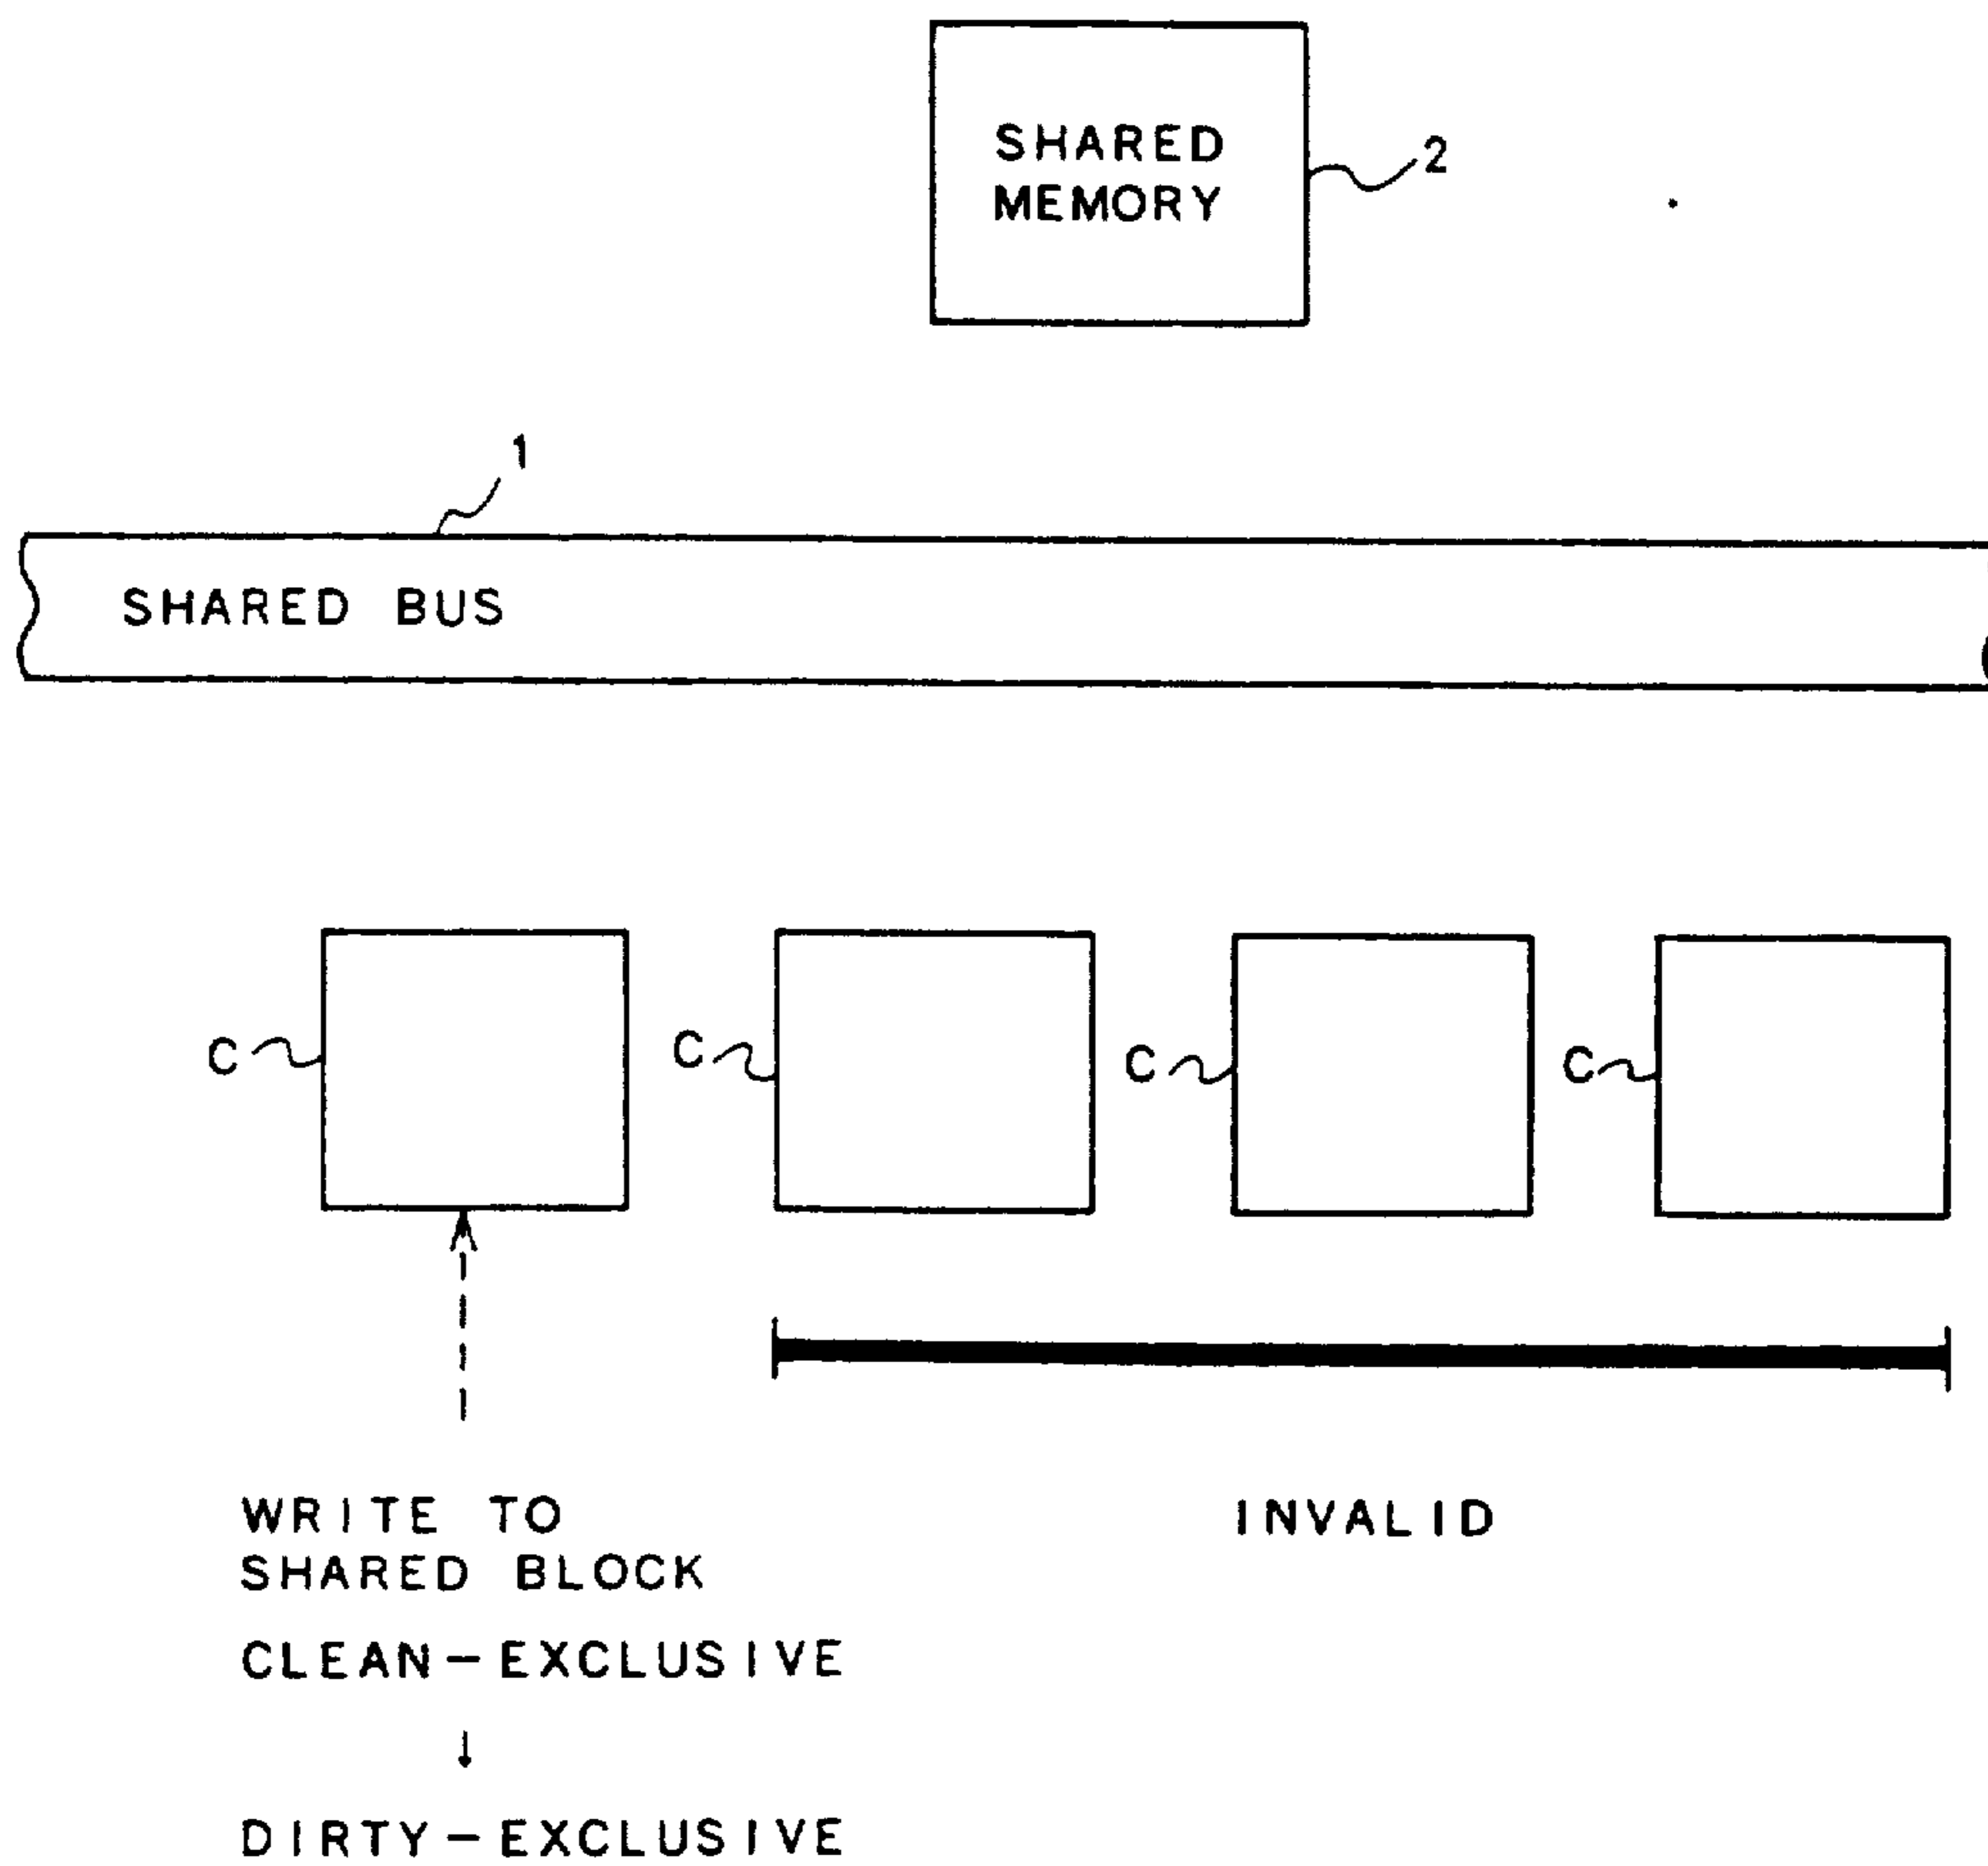 SHARED
MEMORY
2
1
SHARED BUS
C
C
C
C
WRITE TO
SHARED BLOCK
INVALID
CLEAN-EXCLUSIVE
↓
DIRTY-EXCLUSIVE